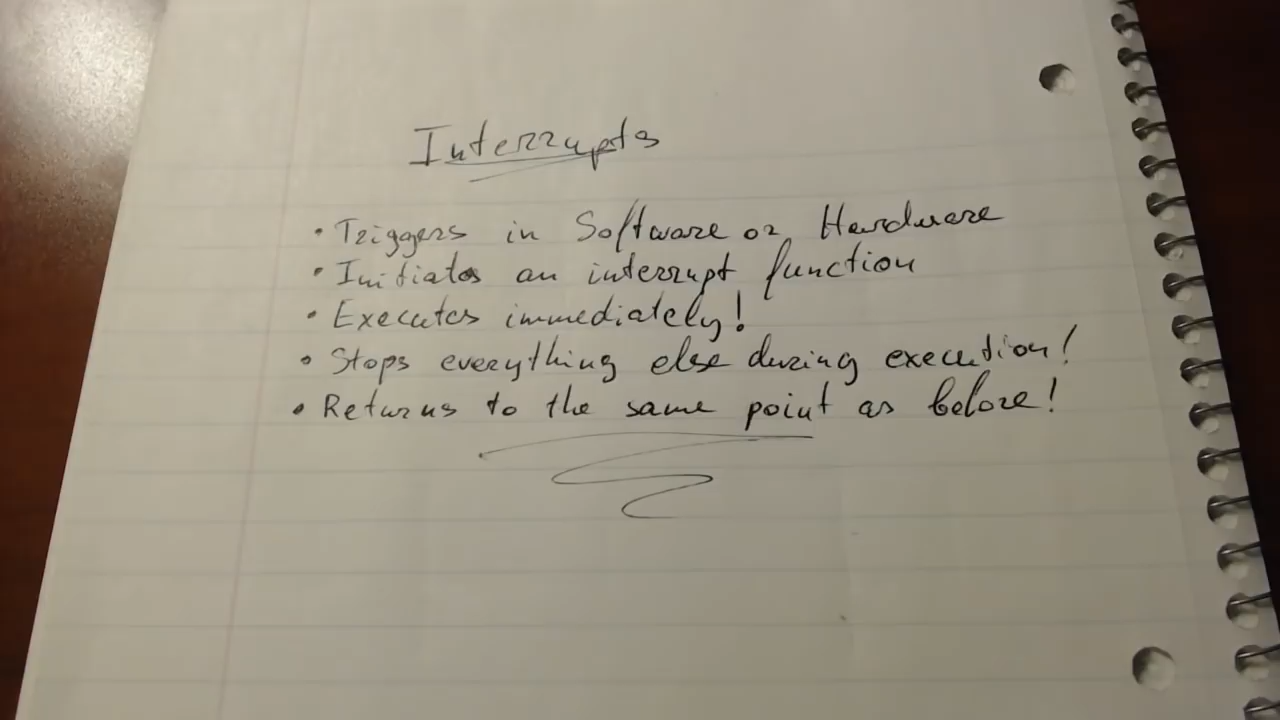 Interrupts
• Triggers in Software or Hardware
• Initiates an interrupt function
• Executes immediately!
• Stops everything else during execution!
• Returns to the same point as before!